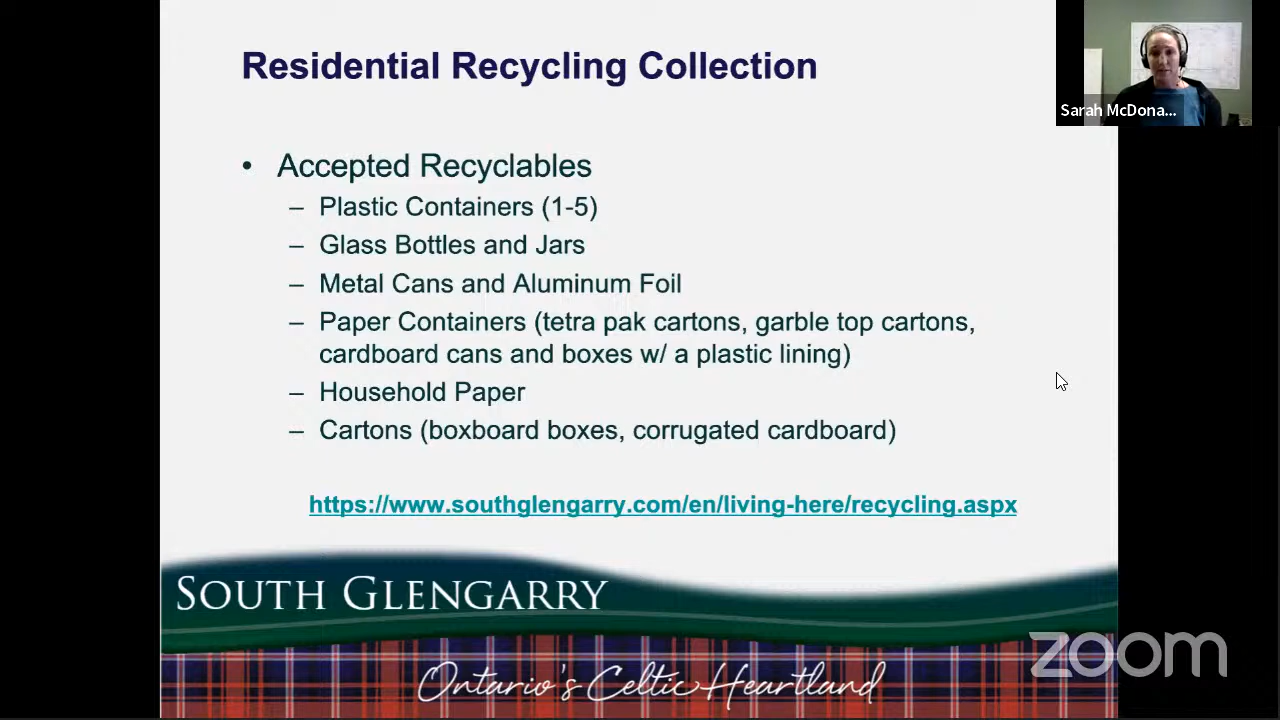 Residential Recycling Collection
Sarah McDona...
• Accepted Recyclables
– Plastic Containers (1-5)
– Glass Bottles and Jars
– Metal Cans and Aluminum Foil
– Paper Containers (tetra pak cartons, garble top cartons,
cardboard cans and boxes w/ a plastic lining)
– Household Paper
– Cartons (boxboard boxes, corrugated cardboard)
https://www.southglengarry.com/en/living-here/recycling.aspx
SOUTH GLENGARRY
zoom
Ontario's Celtic Heartland